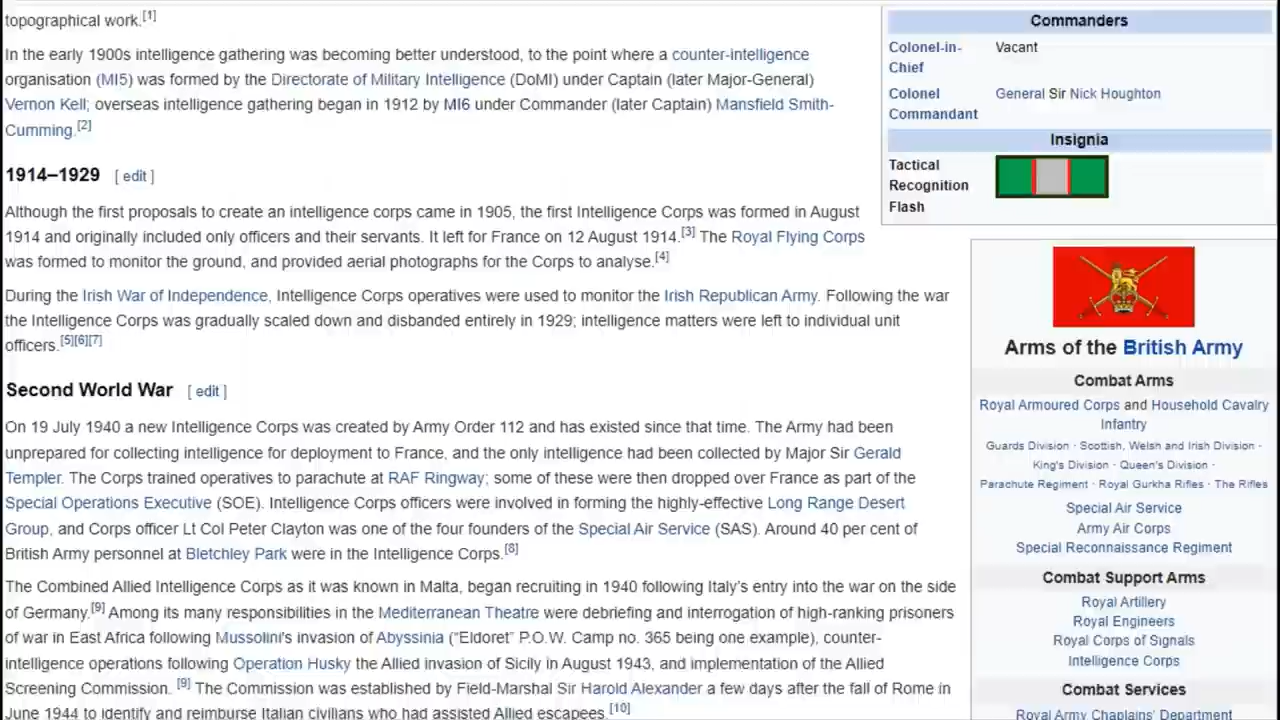 topographical work.[1]
In the early 1900s intelligence gathering was becoming better understood, to the point where a counter-intelligence
organisation (MI5) was formed by the Directorate of Military Intelligence (DoMI) under Captain (later Major-General)
Vernon Kell; overseas intelligence gathering began in 1912 by MI6 under Commander (later Captain) Mansfield Smith-
Cumming.[2]
1914–1929 [ edit ]
Although the first proposals to create an intelligence corps came in 1905, the first Intelligence Corps was formed in August
1914 and originally included only officers and their servants. It left for France on 12 August 1914.[3] The Royal Flying Corps
was formed to monitor the ground, and provided aerial photographs for the Corps to analyse.[4]
During the Irish War of Independence, Intelligence Corps operatives were used to monitor the Irish Republican Army. Following the war
the Intelligence Corps was gradually scaled down and disbanded entirely in 1929; intelligence matters were left to individual unit
officers.[5][6][7]
Second World War [ edit ]
On 19 July 1940 a new Intelligence Corps was created by Army Order 112 and has existed since that time. The Army had been
unprepared for collecting intelligence for deployment to France, and the only intelligence had been collected by Major Sir Gerald
Templer. The Corps trained operatives to parachute at RAF Ringway; some of these were then dropped over France as part of the
Special Operations Executive (SOE). Intelligence Corps officers were involved in forming the highly-effective Long Range Desert
Group, and Corps officer Lt Col Peter Clayton was one of the four founders of the Special Air Service (SAS). Around 40 per cent of
British Army personnel at Bletchley Park were in the Intelligence Corps.[8]
The Combined Allied Intelligence Corps as it was known in Malta, began recruiting in 1940 following Italy's entry into the war on the side
of Germany.[9] Among its many responsibilities in the Mediterranean Theatre were debriefing and interrogation of high-ranking prisoners
of war in East Africa following Mussolini's invasion of Abyssinia ("Eldoret" P.O.W. Camp no. 365 being one example), counter-
intelligence operations following Operation Husky the Allied invasion of Sicily in August 1943, and implementation of the Allied
Screening Commission. [9] The Commission was established by Field-Marshal Sir Harold Alexander a few days after the fall of Rome in
June 1944 to identify and reimburse Italian civilians who had assisted Allied escapees.[10]
Commanders
Colonel-in-
Chief
Vacant
Colonel
Commandant
General Sir Nick Houghton
Insignia
Tactical
Recognition
Flash
Arms of the British Army
Combat Arms
Royal Armoured Corps and Household Cavalry
Infantry
Guards Division · Scottish, Welsh and Irish Division ·
King's Division · Queen's Division ·
Parachute Regiment · Royal Gurkha Rifles · The Rifles
Special Air Service
Army Air Corps
Special Reconnaissance Regiment
Combat Support Arms
Royal Artillery
Royal Engineers
Royal Corps of Signals
Intelligence Corps
Combat Services
Royal Army Chaplains' Department